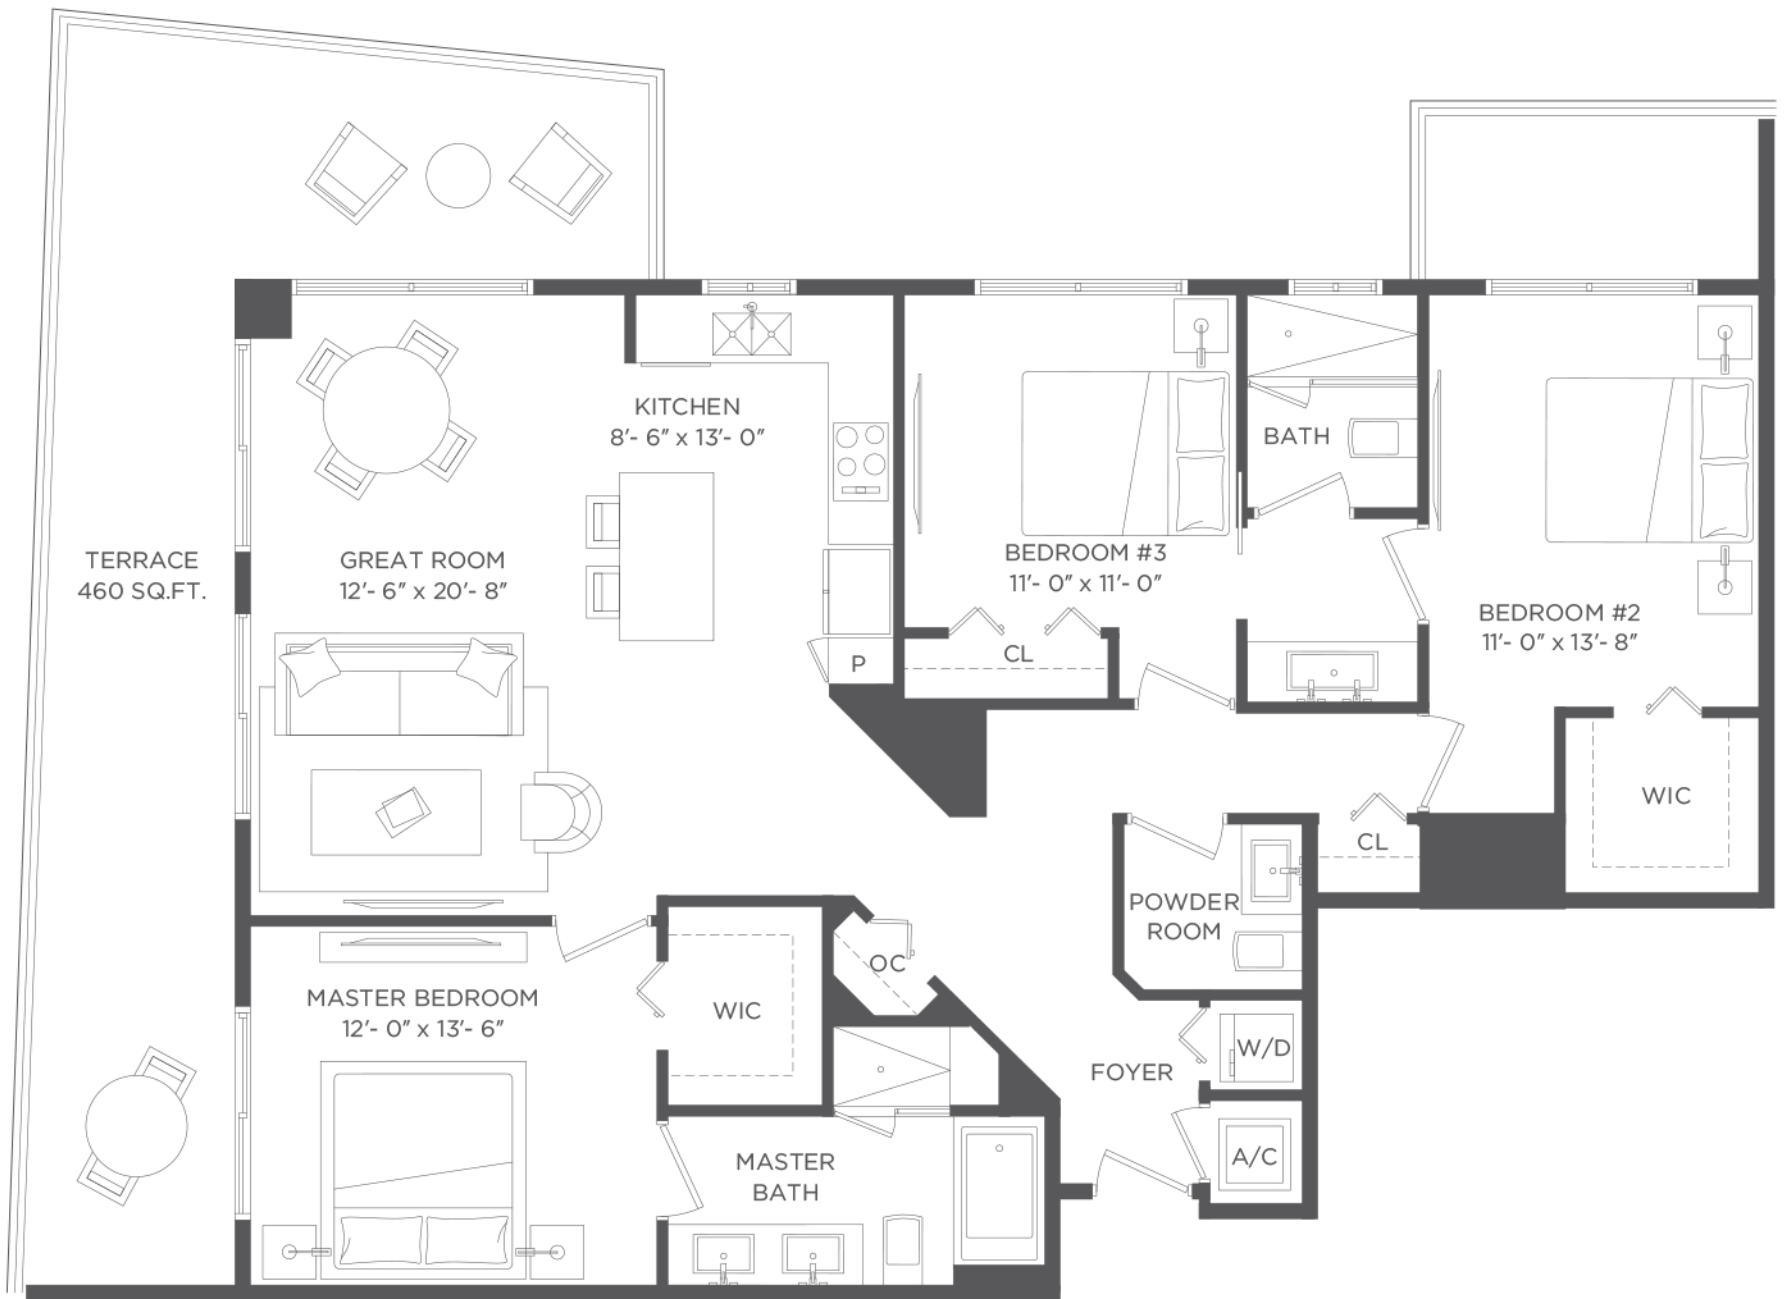 KITCHEN
8'- 6" x 13'- 0"
BATH
TERRACE
460 SQ.FT.
GREAT ROOM
12'- 6" x 20'- 8"
BEDROOM #3
11'- 0" x 11'- 0"
BEDROOM #2
11'- 0" x 13'- 8"
CL
P
WIC
CL
POWDER
ROOM
OC
MASTER BEDROOM
12'- 0" x 13'- 6"
WIC
FOYER
W/D
A/C
MASTER
BATH